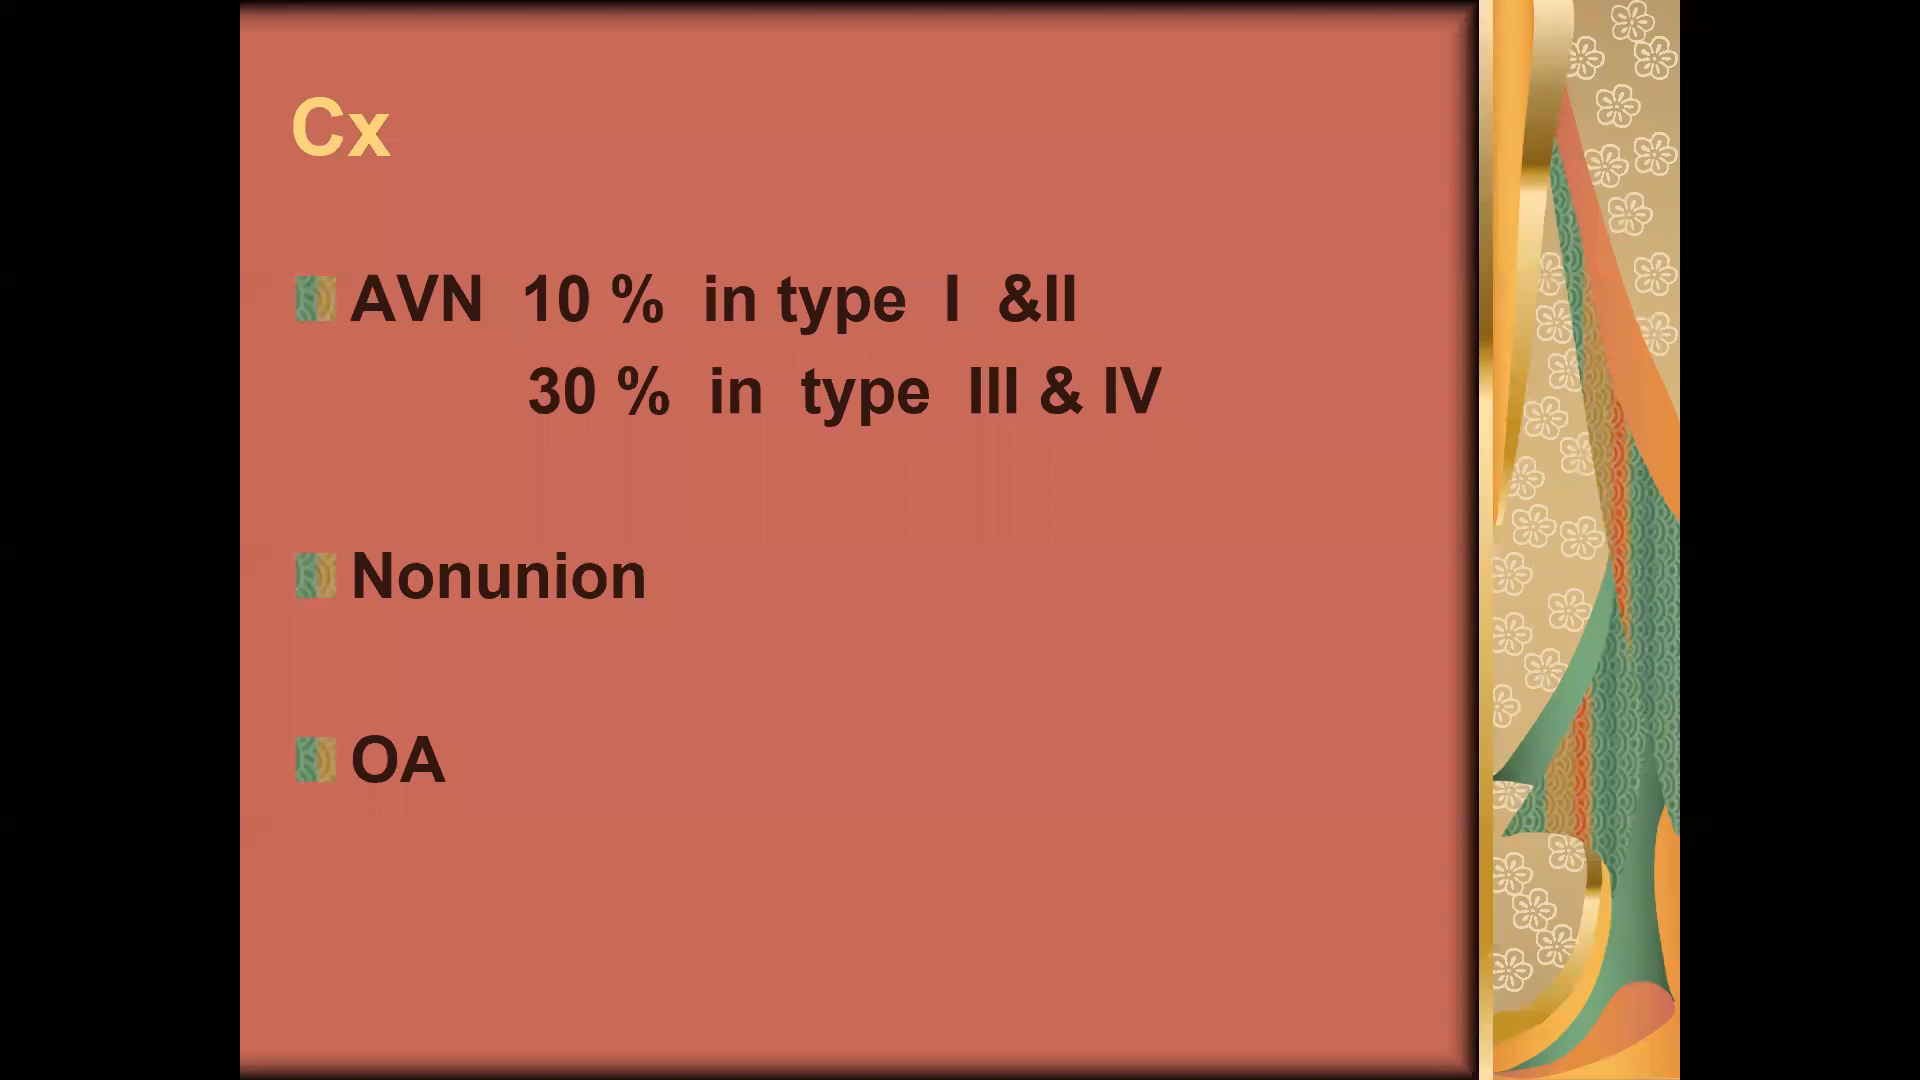 Cx
AVN 10 % in type I &II
30 % in type III & IV
Nonunion
OA